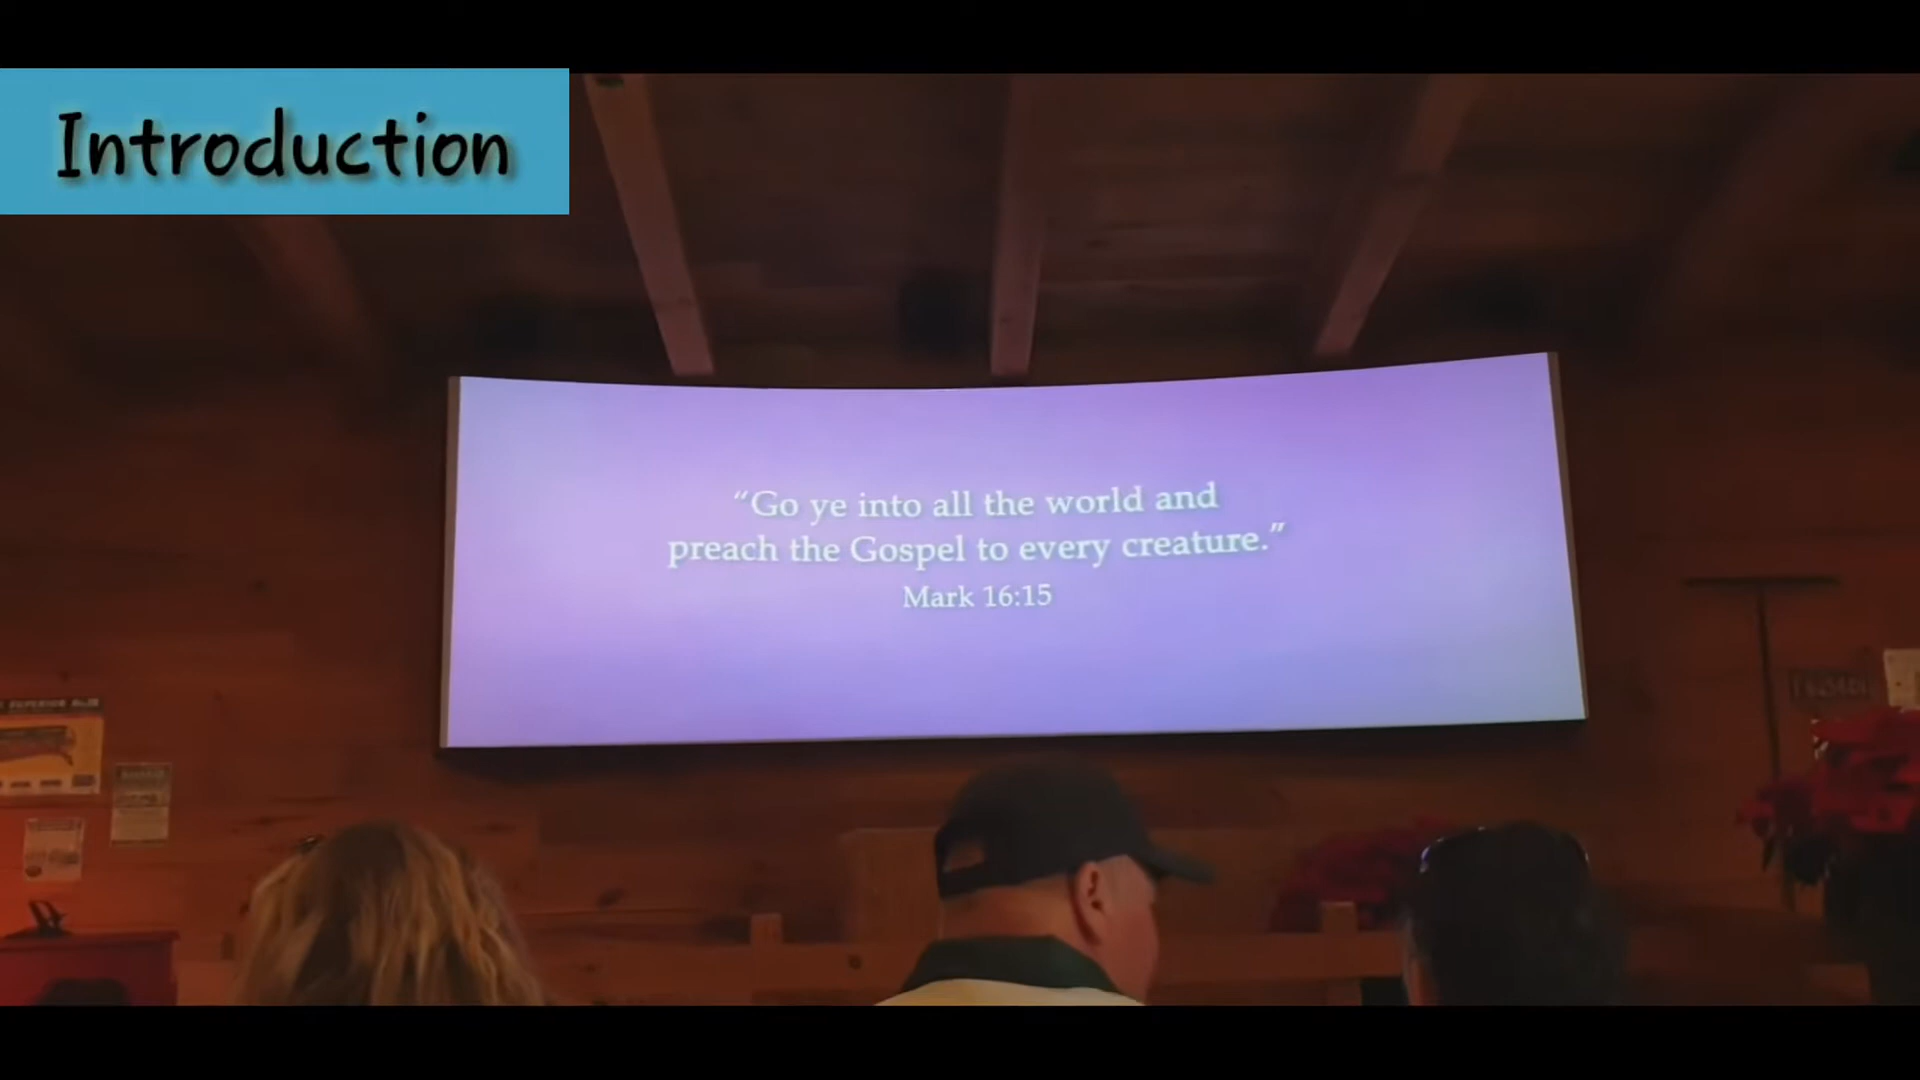 Introduction
“Go ye into all the world and
preach the Gospel to every creature.”
Mark 16:15